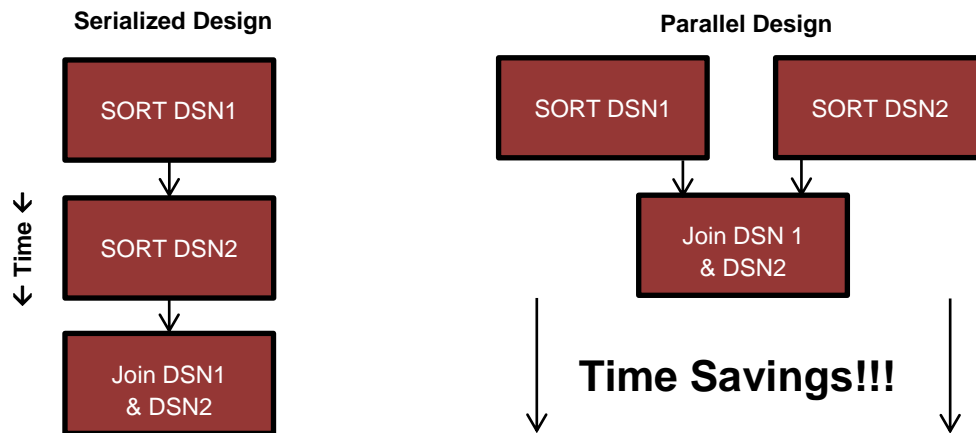 Serialized Design
SORT DSN1
SORT DSN2
Join DSN1
& DSN2
← Time ←
Parallel Design
SORT DSN1
SORT DSN2
Join DSN 1
& DSN2
Time Savings!!!